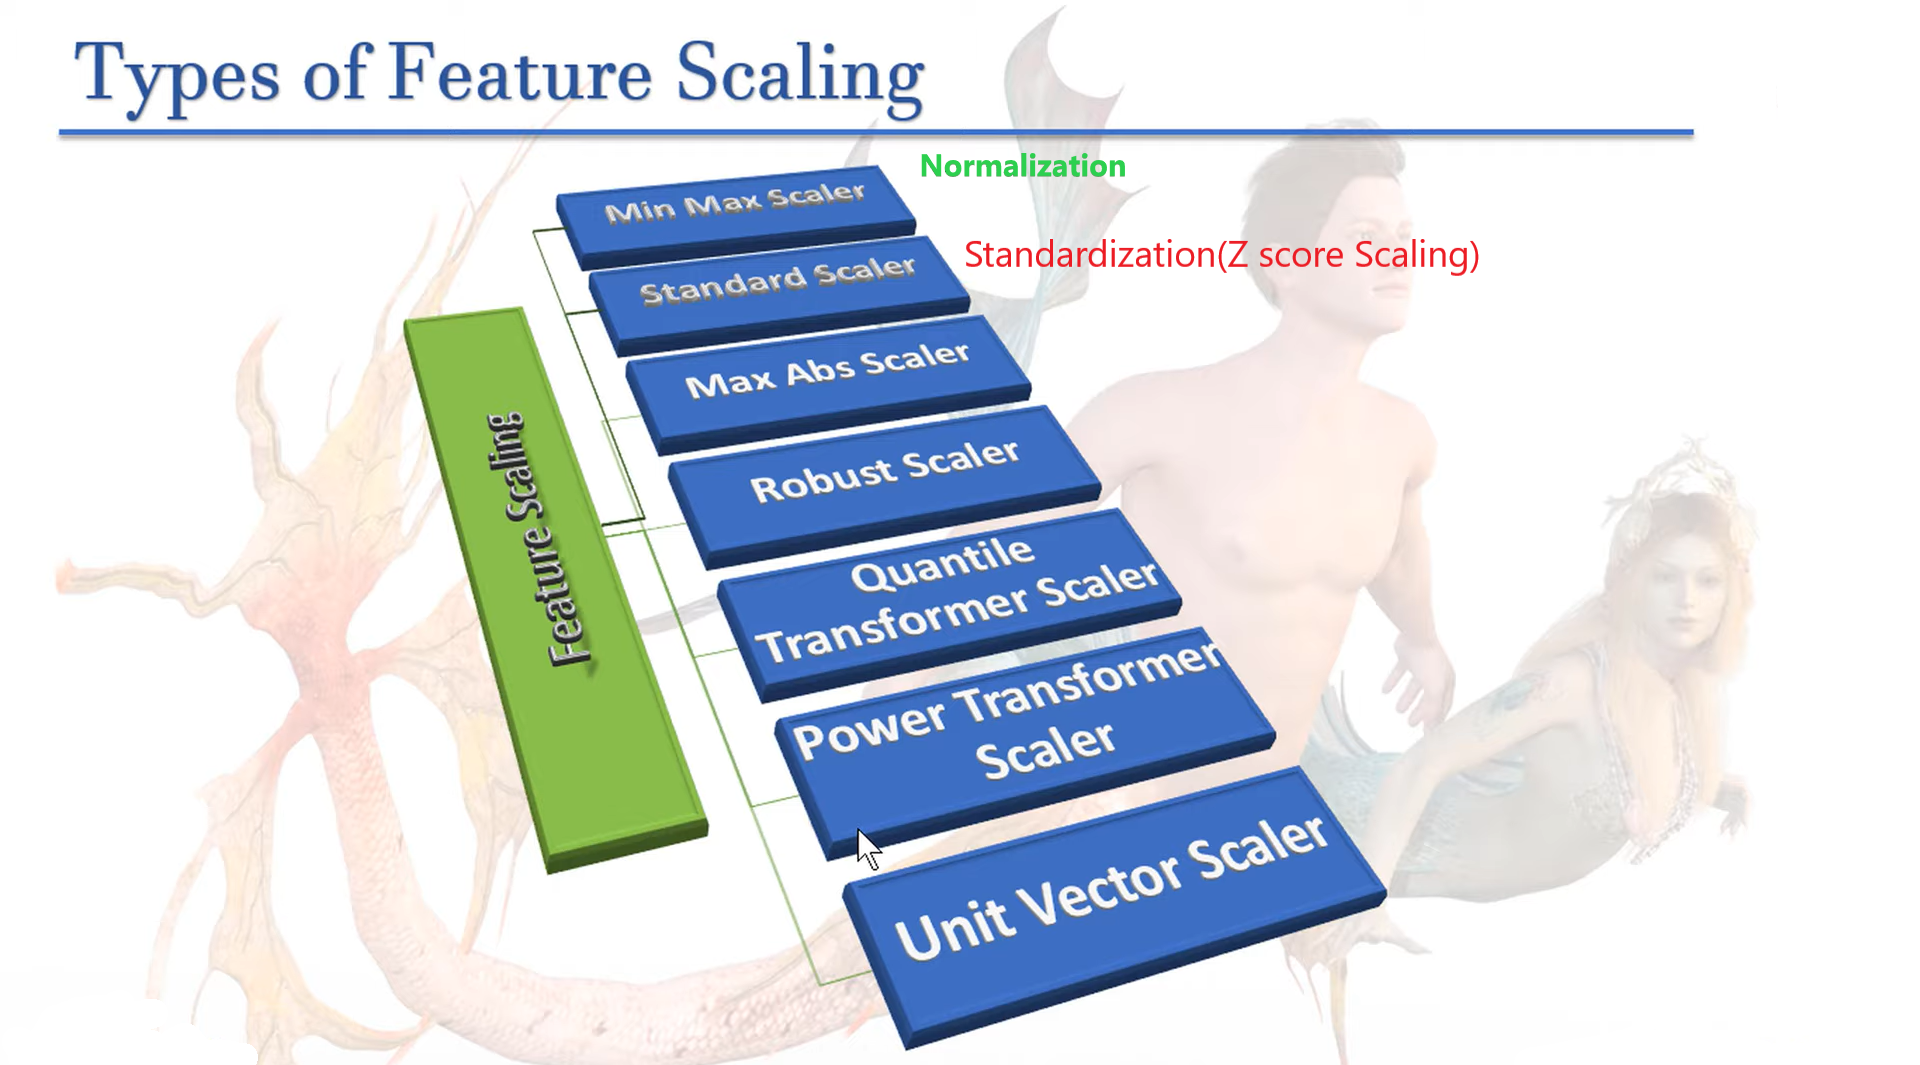 Types of Feature Scaling
Normalization
Min Max Scaler
Standardization(Z score Scaling)
Standard Scaler
Max Abs Scaler
Robust Scaler
Feature Scaling
Quantile
Transformer Scaler
Power Transformer
Scaler
Unit Vector Scaler